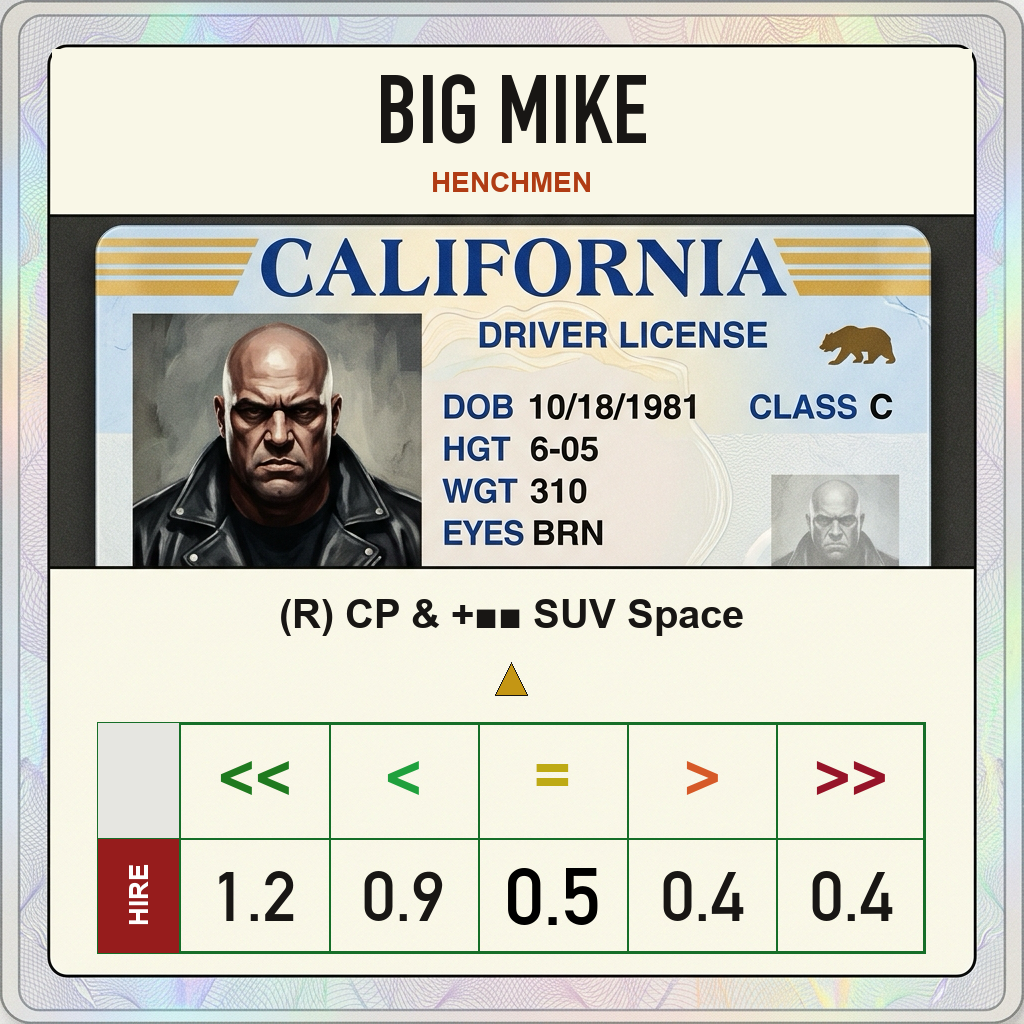 BIG MIKE
HENCHMEN
CALIFORNIA
DRIVER LICENSE
DOB 10/18/1981 CLASS C
HGT 6-05
WGT 310
EYES BRN
(R) CP & +■■ SUV Space
<< < = > >>
HIRE 1.2 0.9 0.5 0.4 0.4